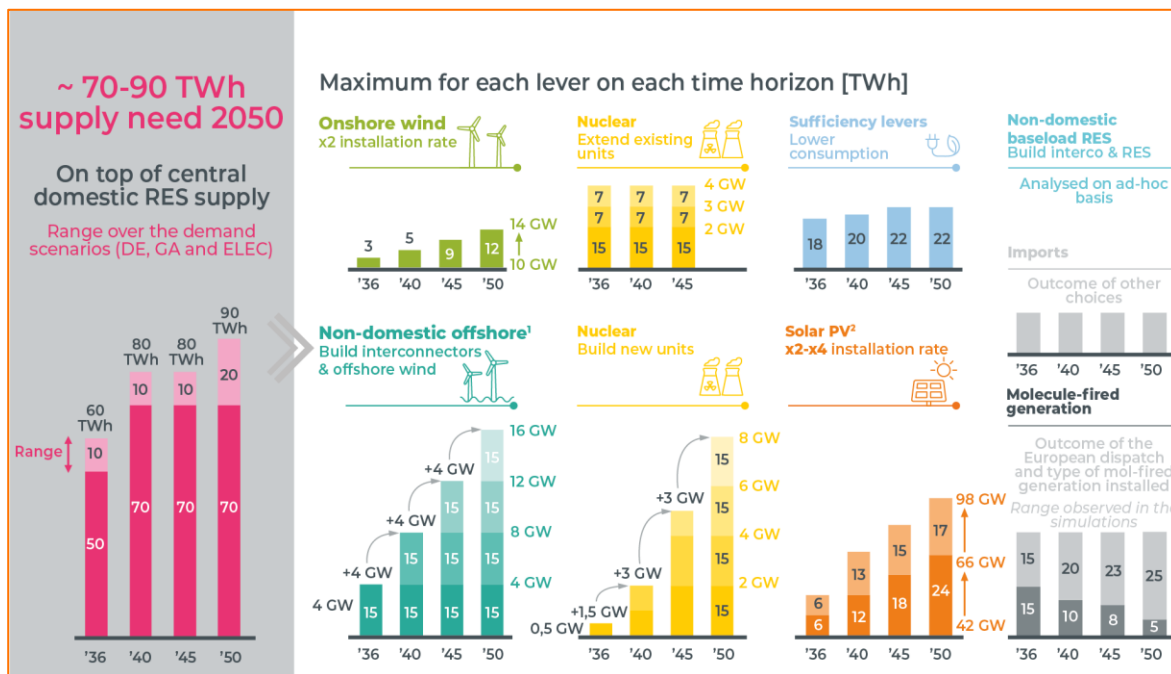 ~ 70-90 TWh
supply need 2050
On top of central
domestic RES supply
Range over the demand
scenarios (DE, GA and ELEC)
60
TWh
80
TWh
80
TWh
90
TWh
Range
10
10
10
20
50
70
70
70
'36
'40
'45
'50
Maximum for each lever on each time horizon [TWh]
Onshore wind
x2 installation rate
3
5
9
12
14 GW
10 GW
'36
'40
'45
'50
Nuclear
Extend existing
units
7
7
7
7
7
7
15
15
15
4 GW
3 GW
2 GW
'36
'40
'45
Sufficiency levers
Lower
consumption
18
20
22
22
'36
'40
'45
'50
Non-domestic
baseload RES
Build interco & RES
Analysed on ad-hoc
basis
Imports
Outcome of other
choices
'36
'40
'45
'50
Non-domestic offshore¹
Build interconnectors
& offshore wind
4 GW
+4 GW
+4 GW
+4 GW
16 GW
12 GW
8 GW
4 GW
15
15
15
15
15
15
15
15
15
15
'36
'40
'45
'50
Nuclear
Build new units
0,5 GW
+1,5 GW
+3 GW
+3 GW
8 GW
6 GW
4 GW
2 GW
15
15
15
15
'36
'40
'45
'50
Solar PV²
x2-x4 installation rate
6
13
15
17
6
12
18
24
98 GW
66 GW
42 GW
'36
'40
'45
'50
Molecule-fired
generation
Outcome of the
European dispatch
and type of mol-fired
generation installed
Range observed in the
simulations
15
20
23
25
15
10
8
5
'36
'40
'45
'50